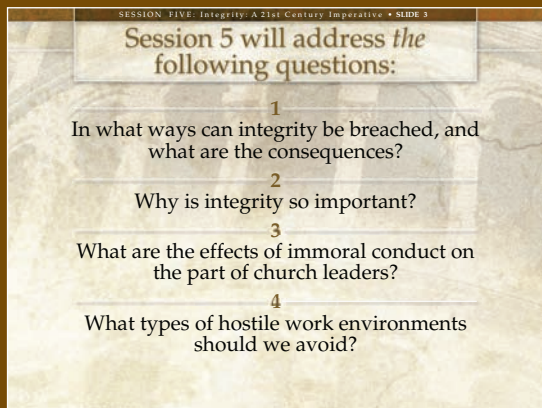 SESSION FIVE: Integrity: A 21st Century Imperative • SLIDE 3
Session 5 will address the
following questions:
1
In what ways can integrity be breached, and
what are the consequences?
2
Why is integrity so important?
3
What are the effects of immoral conduct on
the part of church leaders?
4
What types of hostile work environments
should we avoid?